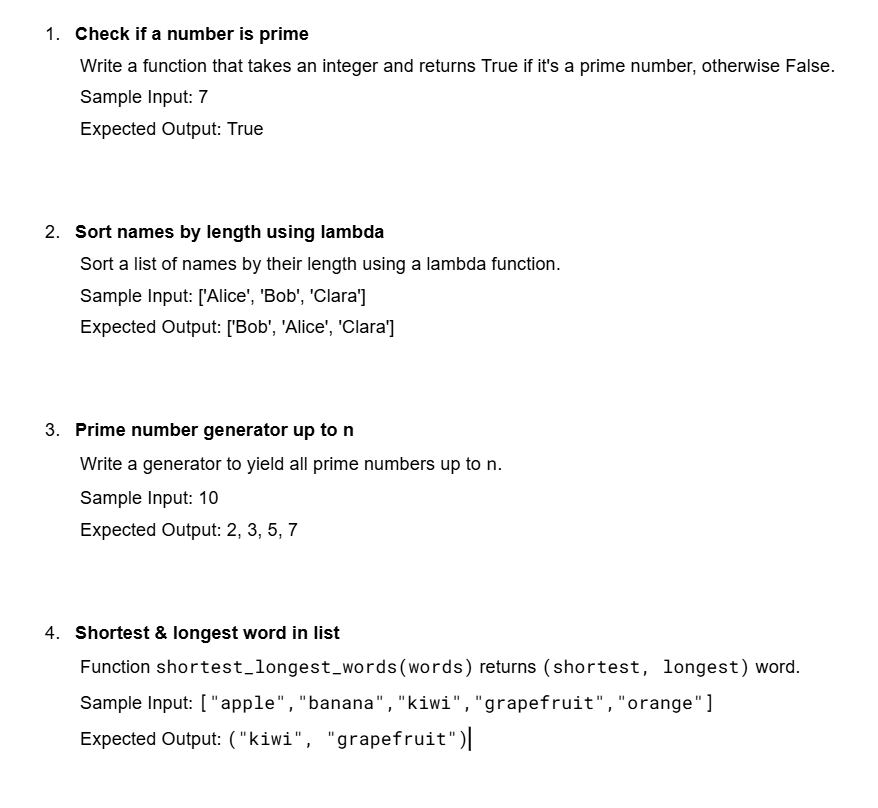 1. Check if a number is prime
Write a function that takes an integer and returns True if it's a prime number, otherwise False.
Sample Input: 7
Expected Output: True
2. Sort names by length using lambda
Sort a list of names by their length using a lambda function.
Sample Input: ['Alice', 'Bob', 'Clara']
Expected Output: ['Bob', 'Alice', 'Clara']
3. Prime number generator up to n
Write a generator to yield all prime numbers up to n.
Sample Input: 10
Expected Output: 2, 3, 5, 7
4. Shortest & longest word in list
Function shortest_longest_words(words) returns (shortest, longest) word.
Sample Input: ["apple","banana","kiwi","grapefruit","orange"]
Expected Output: ("kiwi", "grapefruit")